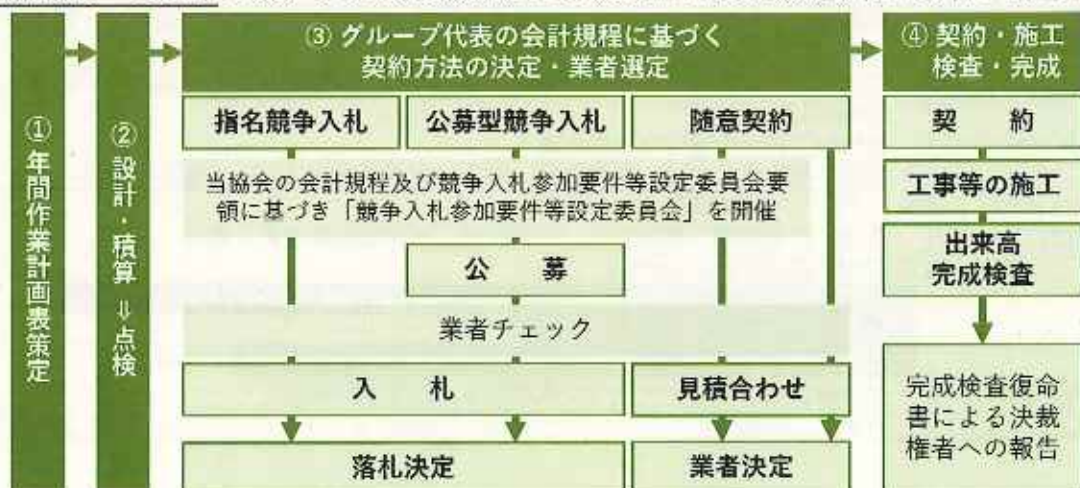 ① 年間作業計画表策定
② 設計・積算 ⇓ 点検
③ グループ代表の会計規程に基づく
契約方法の決定・業者選定
指名競争入札
公募型競争入札
随意契約
当協会の会計規程及び競争入札参加要件等設定委員会要
領に基づき「競争入札参加要件等設定委員会」を開催
公 募
業者チェック
入 札
見積合わせ
落札決定
業者決定
④ 契約・施工
検査・完成
契 約
工事等の施工
出来高
完成検査
完成検査復命
書による決裁
権者への報告